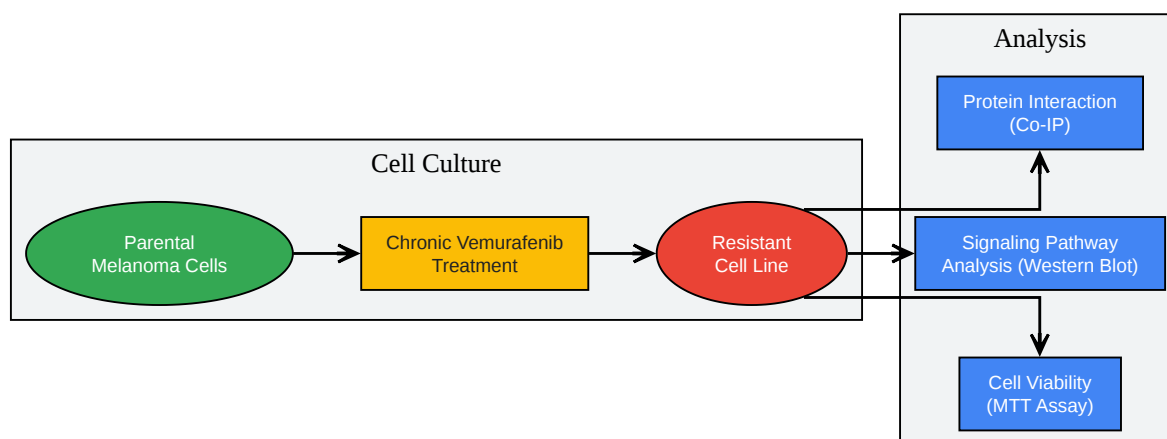 Cell Culture
Parental
Melanoma Cells
Chronic Vemurafenib
Treatment
Resistant
Cell Line
Analysis
Protein Interaction
(Co-IP)
Signaling Pathway
Analysis (Western Blot)
Cell Viability
(MTT Assay)